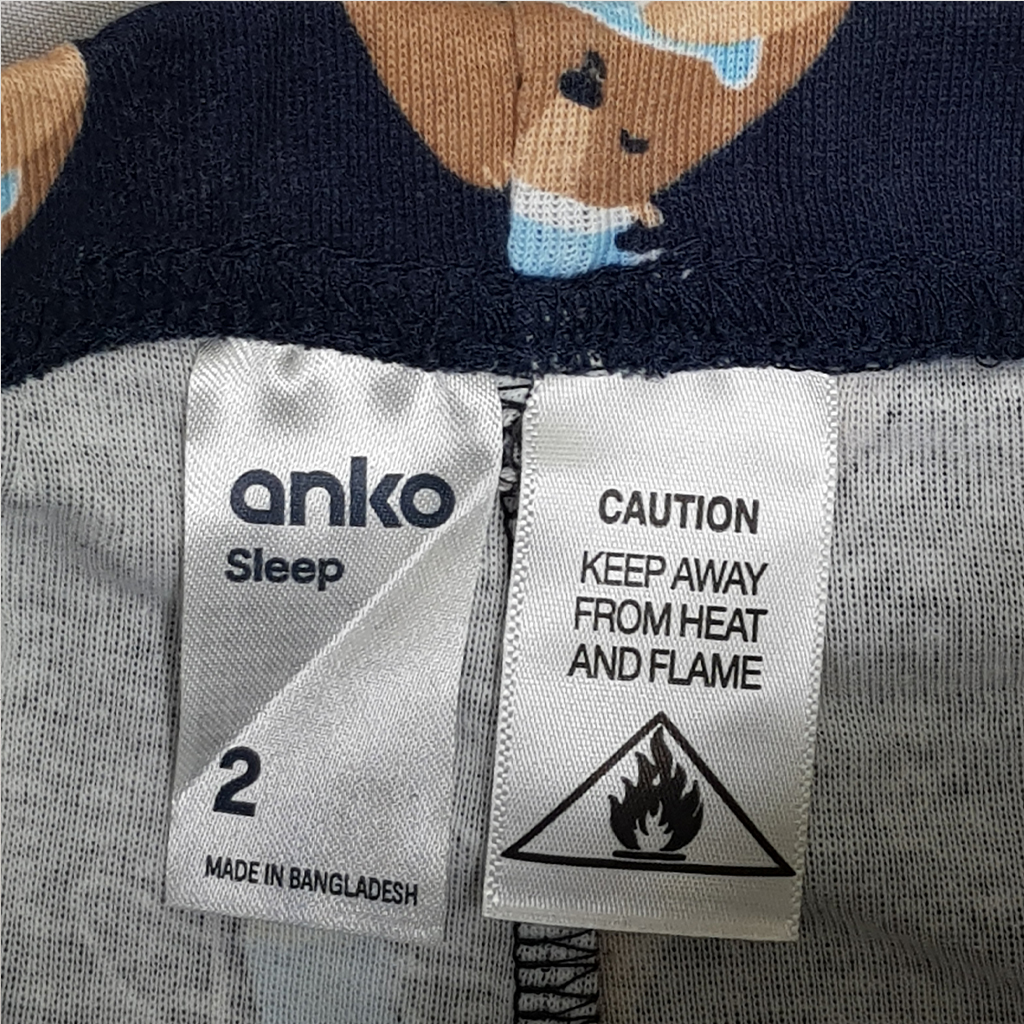 anko
Sleep
2
MADE IN BANGLADESH
CAUTION
KEEP AWAY
FROM HEAT
AND FLAME